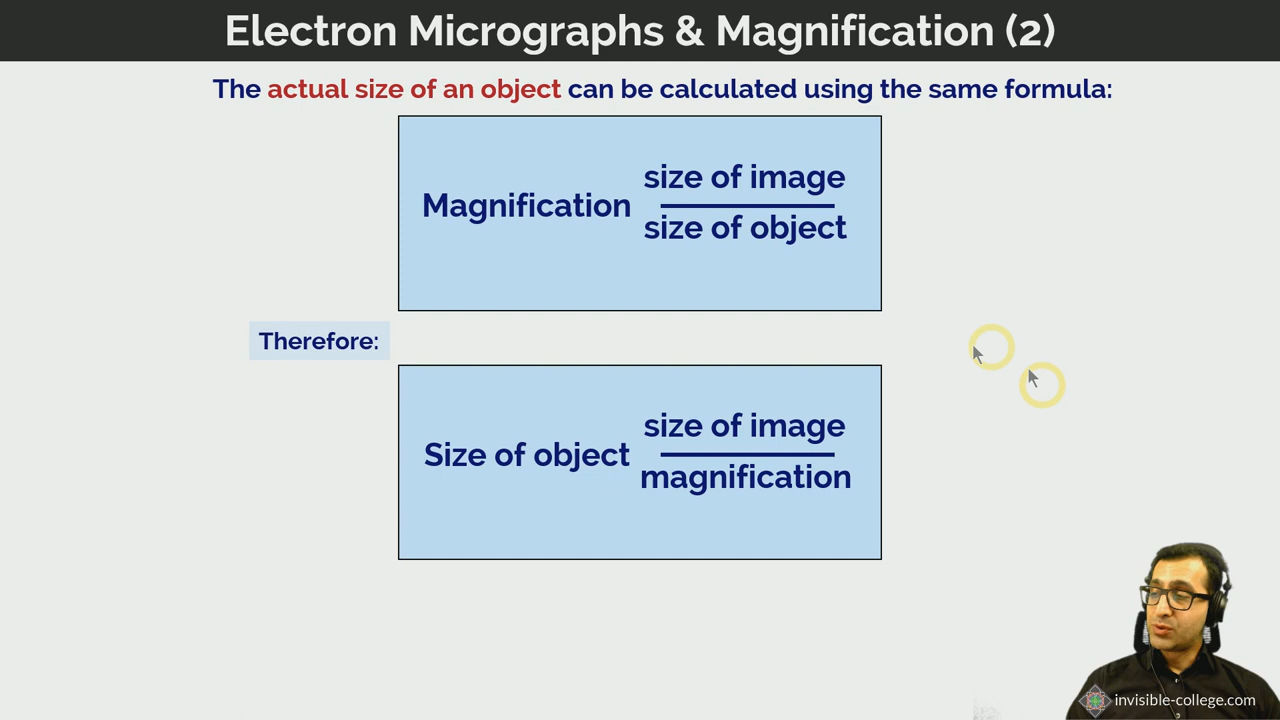 Electron Micrographs & Magnification (2)
The actual size of an object can be calculated using the same formula:
size of image
Magnification
size of object
Therefore:
size of image
Size of object
magnification
invisible-college.com